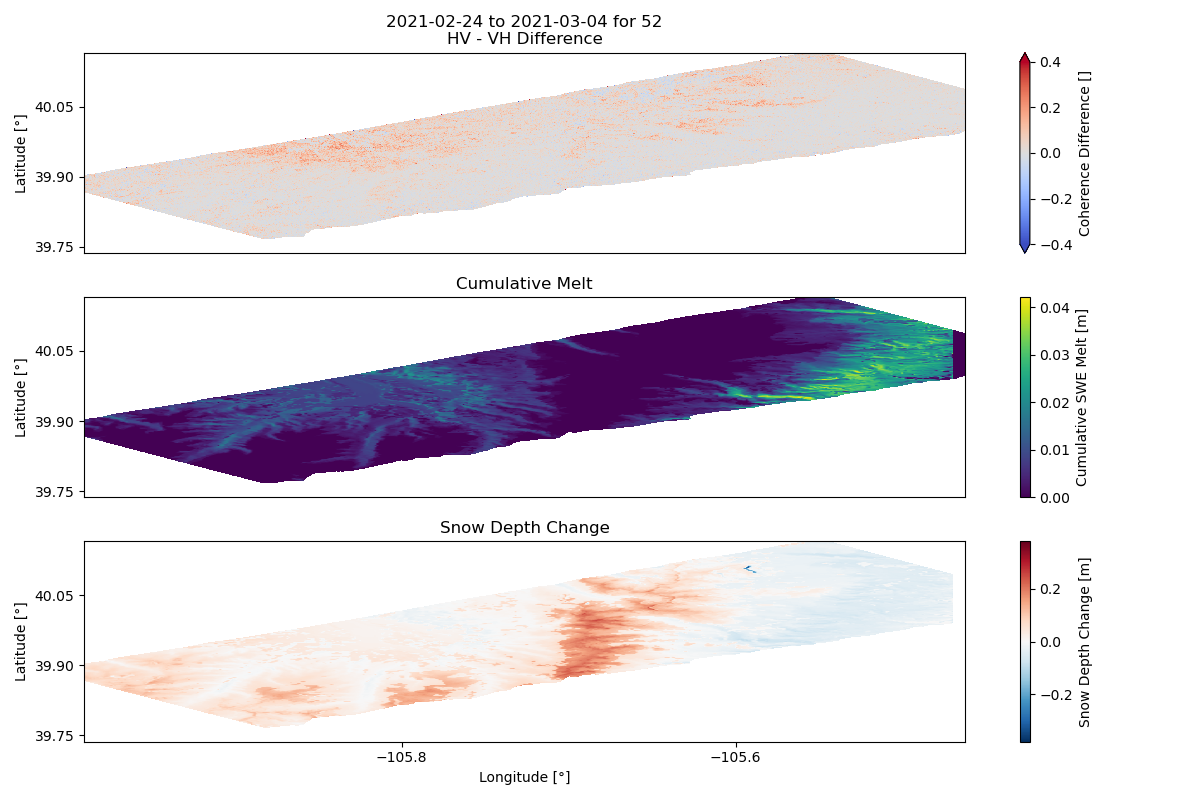 2021-02-24 to 2021-03-04 for 52
HV - VH Difference
40.05
39.90
39.75
Latitude [°]
0.4
0.2
0.0
−0.2
−0.4
Coherence Difference []
Cumulative Melt
40.05
39.90
39.75
Latitude [°]
0.04
0.03
0.02
0.01
0.00
Cumulative SWE Melt [m]
Snow Depth Change
40.05
39.90
39.75
Latitude [°]
−105.8
−105.6
Longitude [°]
0.2
0.0
−0.2
Snow Depth Change [m]